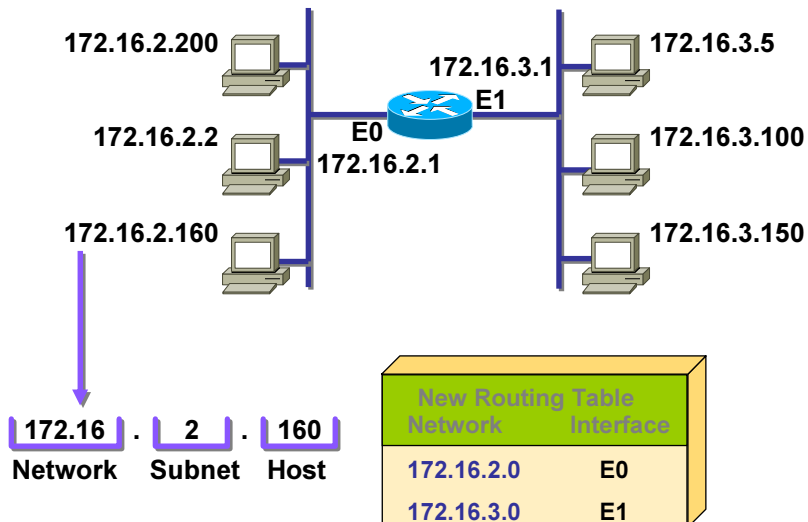 172.16.2.200
172.16.3.5
172.16.3.1
E1
172.16.2.2
E0
172.16.3.100
172.16.2.1
172.16.2.160
172.16.3.150
172.16 . 2 . 160
Network Subnet Host
New Routing Table
Network Interface
172.16.2.0 E0
172.16.3.0 E1